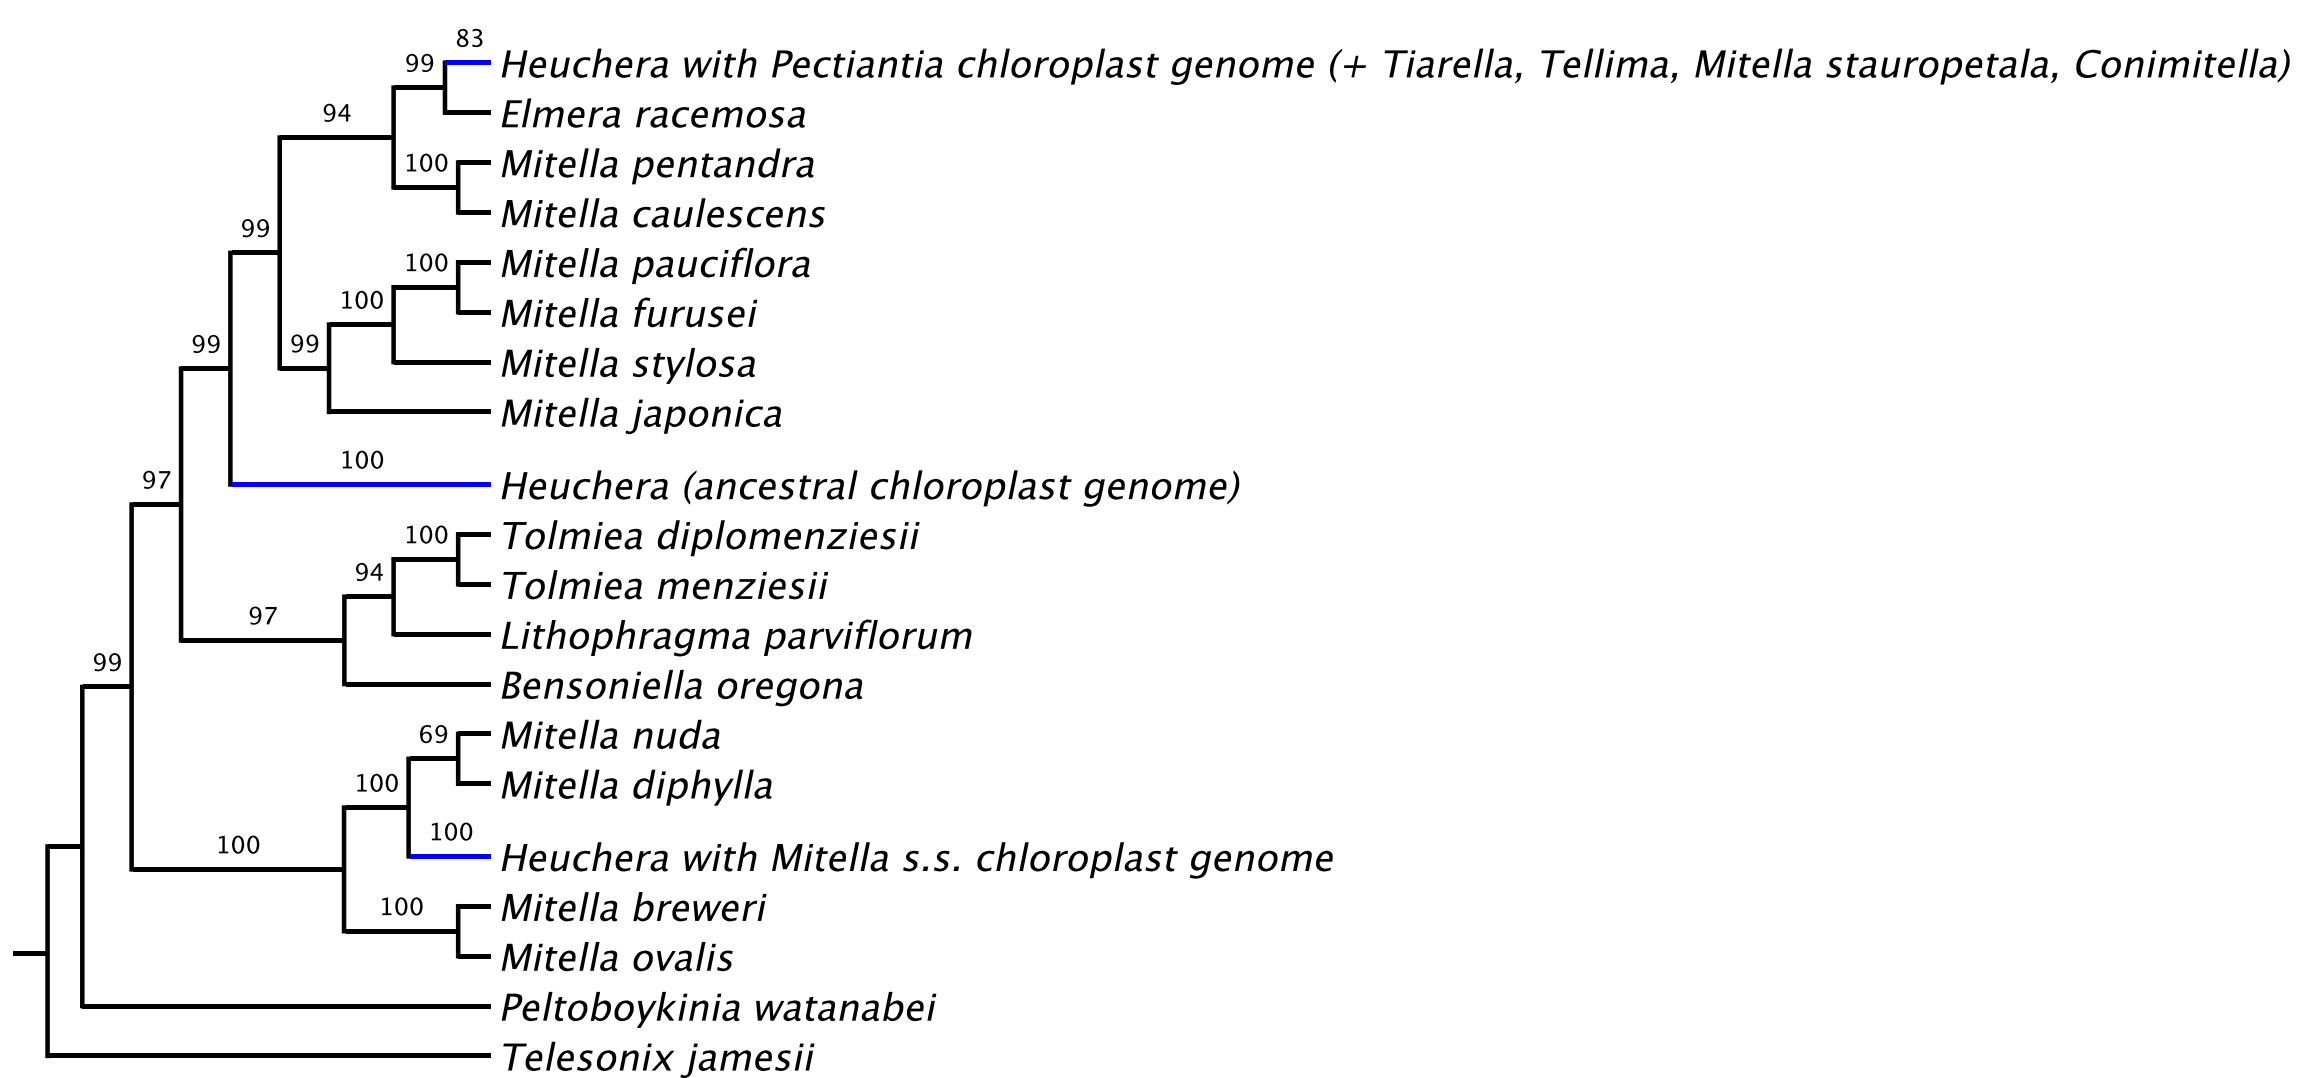 83
99 Heuchera with Pectiantia chloroplast genome (+ Tiarella, Tellima, Mitella stauropetala, Conimitella)
94 Elmera racemosa
100 Mitella pentandra
Mitella caulescens
99
100 Mitella pauciflora
100 Mitella furusei
99 99 Mitella stylosa
Mitella japonica
97 100
Heuchera (ancestral chloroplast genome)
100 Tolmiea diplomenziesii
94 Tolmiea menziesii
97 Lithophragma parviflorum
99 Bensoniella oregona
69 Mitella nuda
100 Mitella diphylla
100 100
Heuchera with Mitella s.s. chloroplast genome
100 Mitella breweri
Mitella ovalis
Peltoboykinia watanabei
Telesonix jamesii